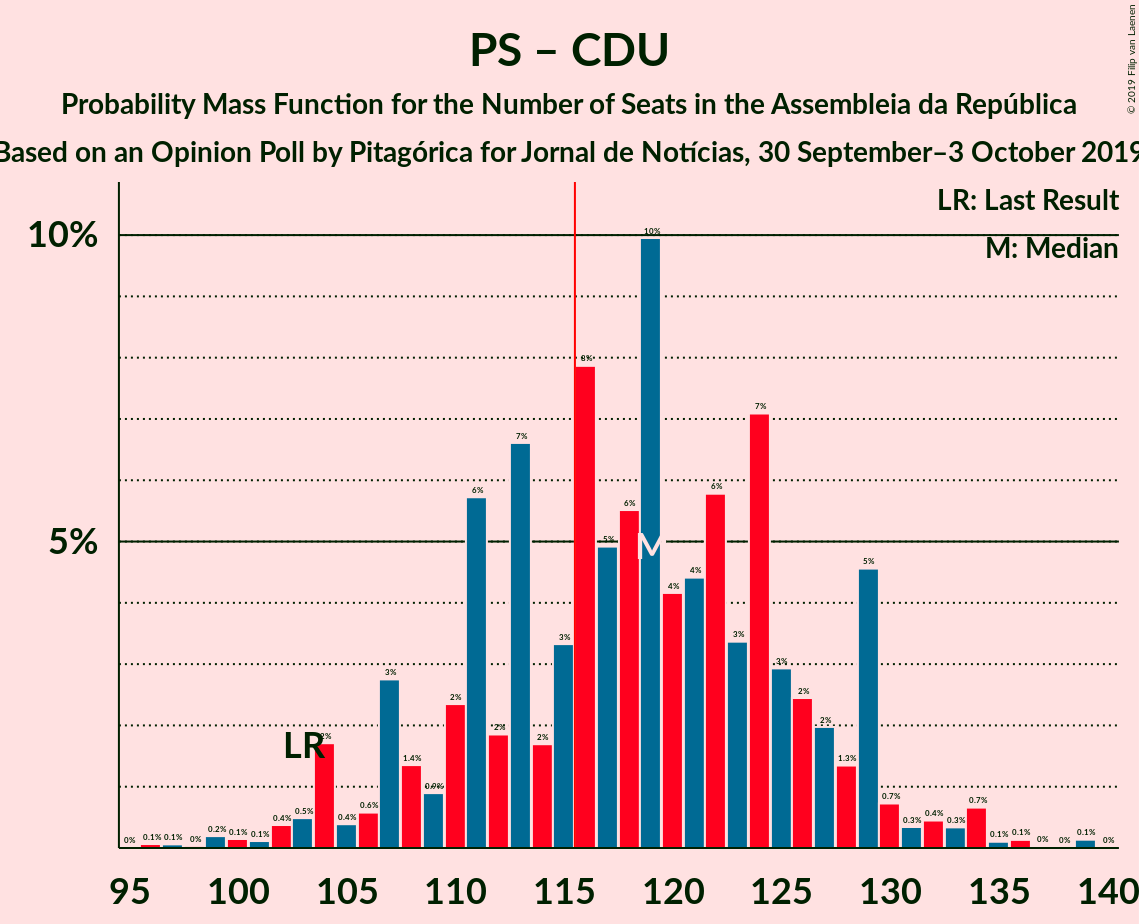 PS – CDU
Probability Mass Function for the Number of Seats in the Assembleia da República
Based on an Opinion Poll by Pitagórica for Jornal de Notícias, 30 September–3 October 2019
© 2019 Filip van Laenen
LR: Last Result
M: Median
10%
5%
0% 0.1% 0.1% 0% 0.2% 0.1% 0.1% 0.4% 0.5% 2% 0.4% 0.6% 3% 1.4% 0.9% 2% 6% 2% 7% 2% 3% 8% 5% 6% 10% 4% 4% 6% 3% 7% 3% 2% 2% 1.3% 5% 0.7% 0.3% 0.4% 0.3% 0.7% 0.1% 0.1% 0% 0% 0.1% 0%
LR
M
95 100 105 110 115 120 125 130 135 140